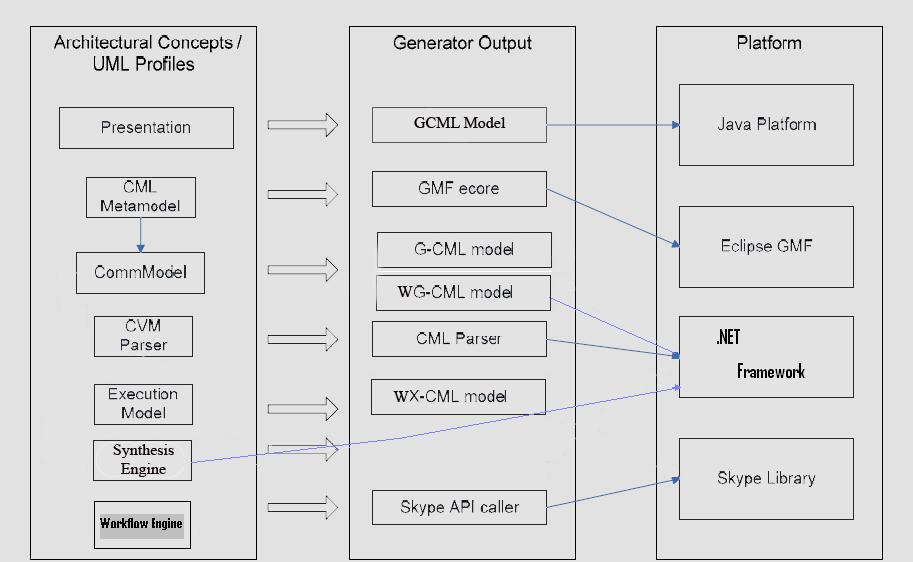 Architectural Concepts /
UML Profiles
Presentation
CML
Metamodel
CommModel
CVM
Parser
Execution
Model
Synthesis
Engine
Workflow Engine
Generator Output
GCML Model
GMF ecore
G-CML model
WG-CML model
CML Parser
WX-CML model
Skype API caller
Platform
Java Platform
Eclipse GMF
.NET
Framework
Skype Library